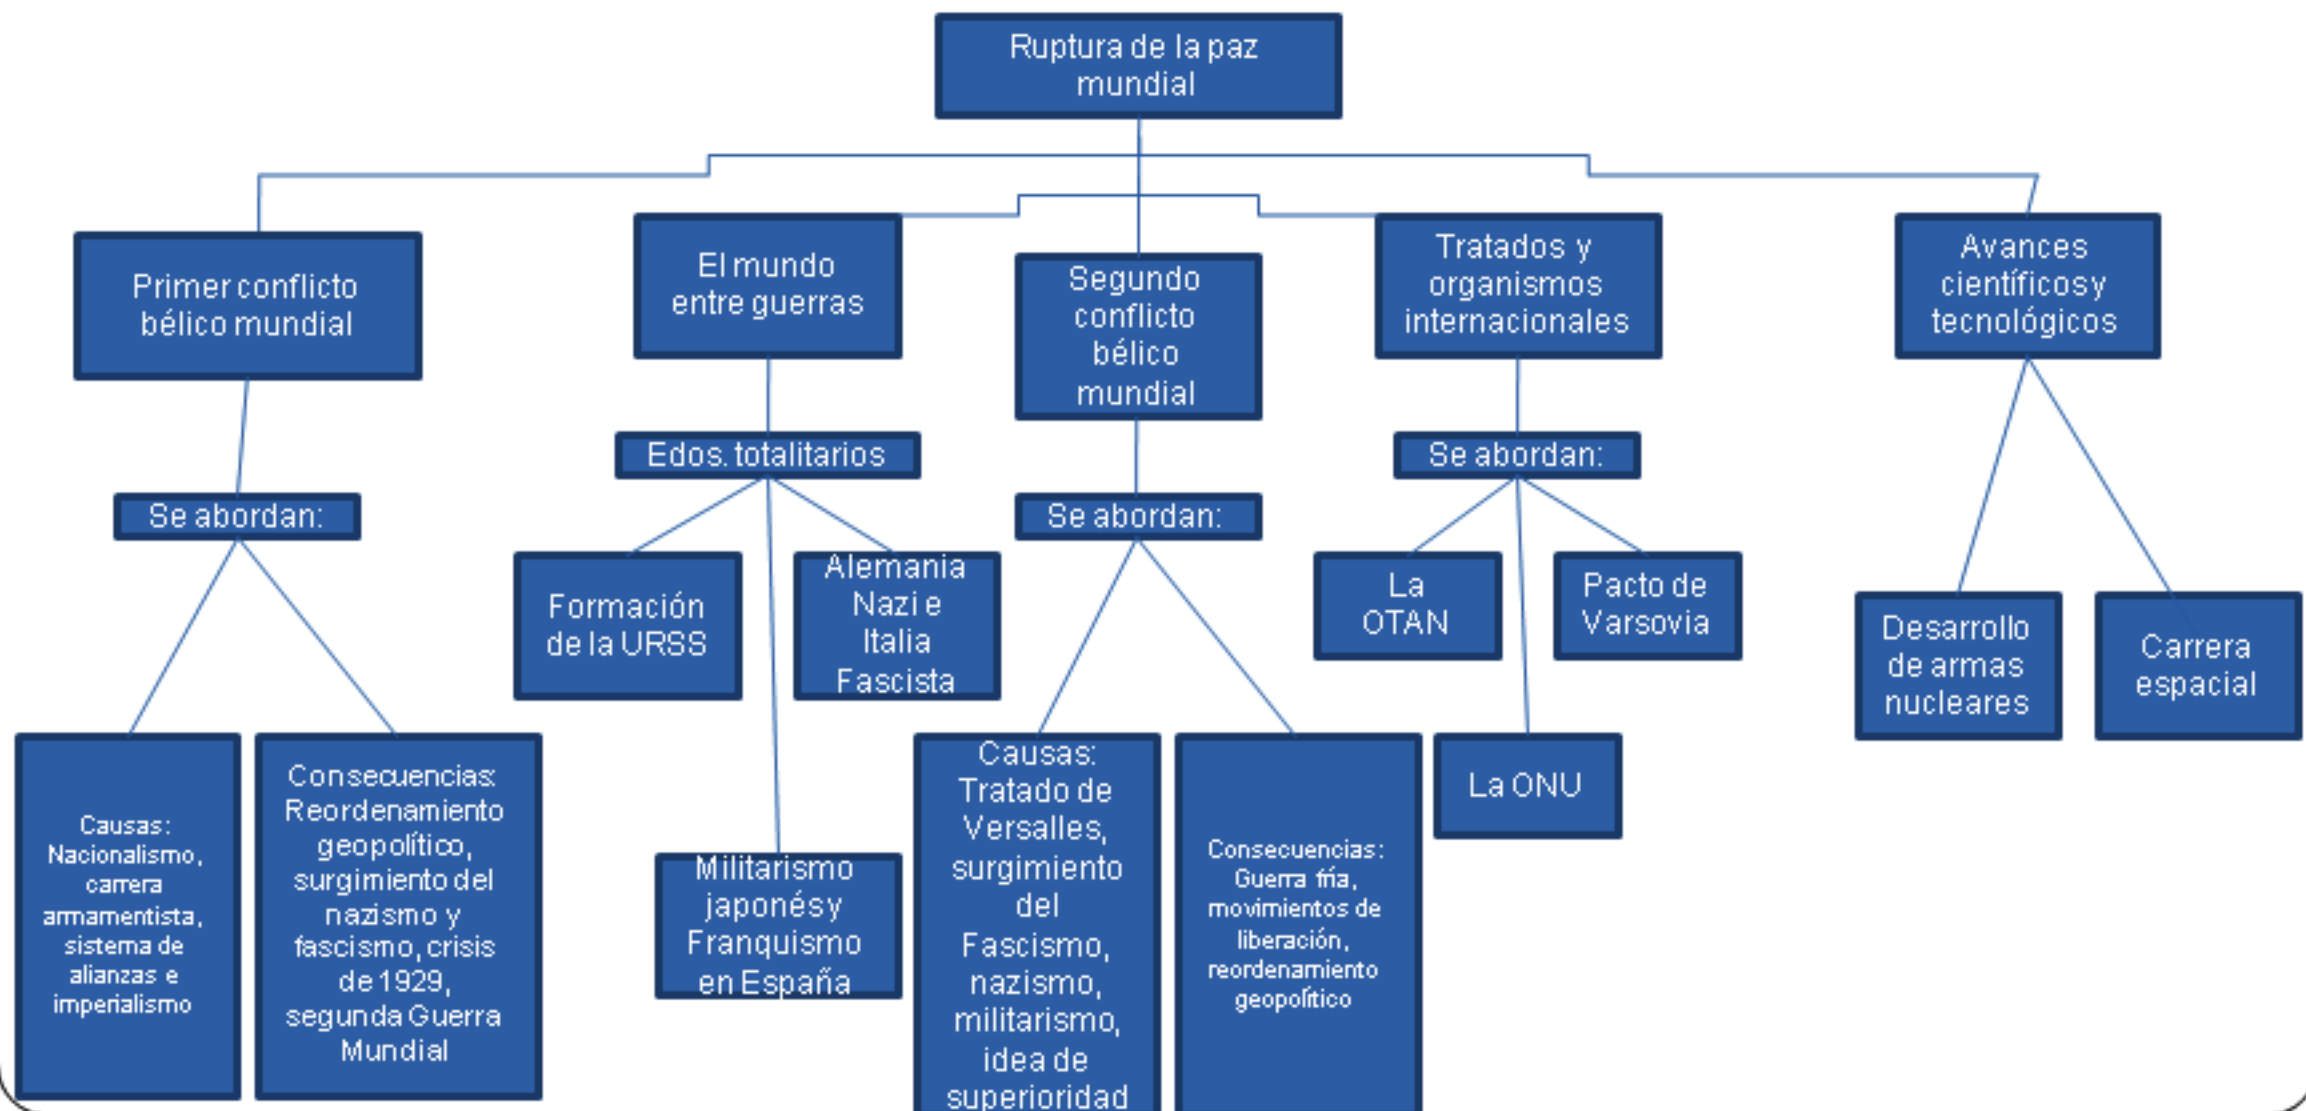 Ruptura de la paz
mundial
Primer conflicto
bélico mundial
El mundo
entre guerras
Segundo
conflicto
bélico
mundial
Tratados y
organismos
internacionales
Avances
científicos y
tecnológicos
Se abordan:
Edos. totalitarios
Se abordan:
Se abordan:
Causas:
Nacionalismo,
carrera
armamentista,
sistema de
alianzas e
imperialismo
Consecuencias:
Reordenamiento
geopolítico,
surgimiento del
nazismo y
fascismo, crisis
de 1929,
segunda Guerra
Mundial
Formación
de la URSS
Militarismo
japonés y
Franquismo
en España
Alemania
Nazi e
Italia
Fascista
Causas:
Tratado de
Versalles,
surgimiento
del
Fascismo,
nazismo,
militarismo,
idea de
superioridad
Consecuencias:
Guerra fría,
movimientos de
liberación,
reordenamiento
geopolítico
La
OTAN
La ONU
Pacto de
Varsovia
Desarrollo
de armas
nucleares
Carrera
espacial